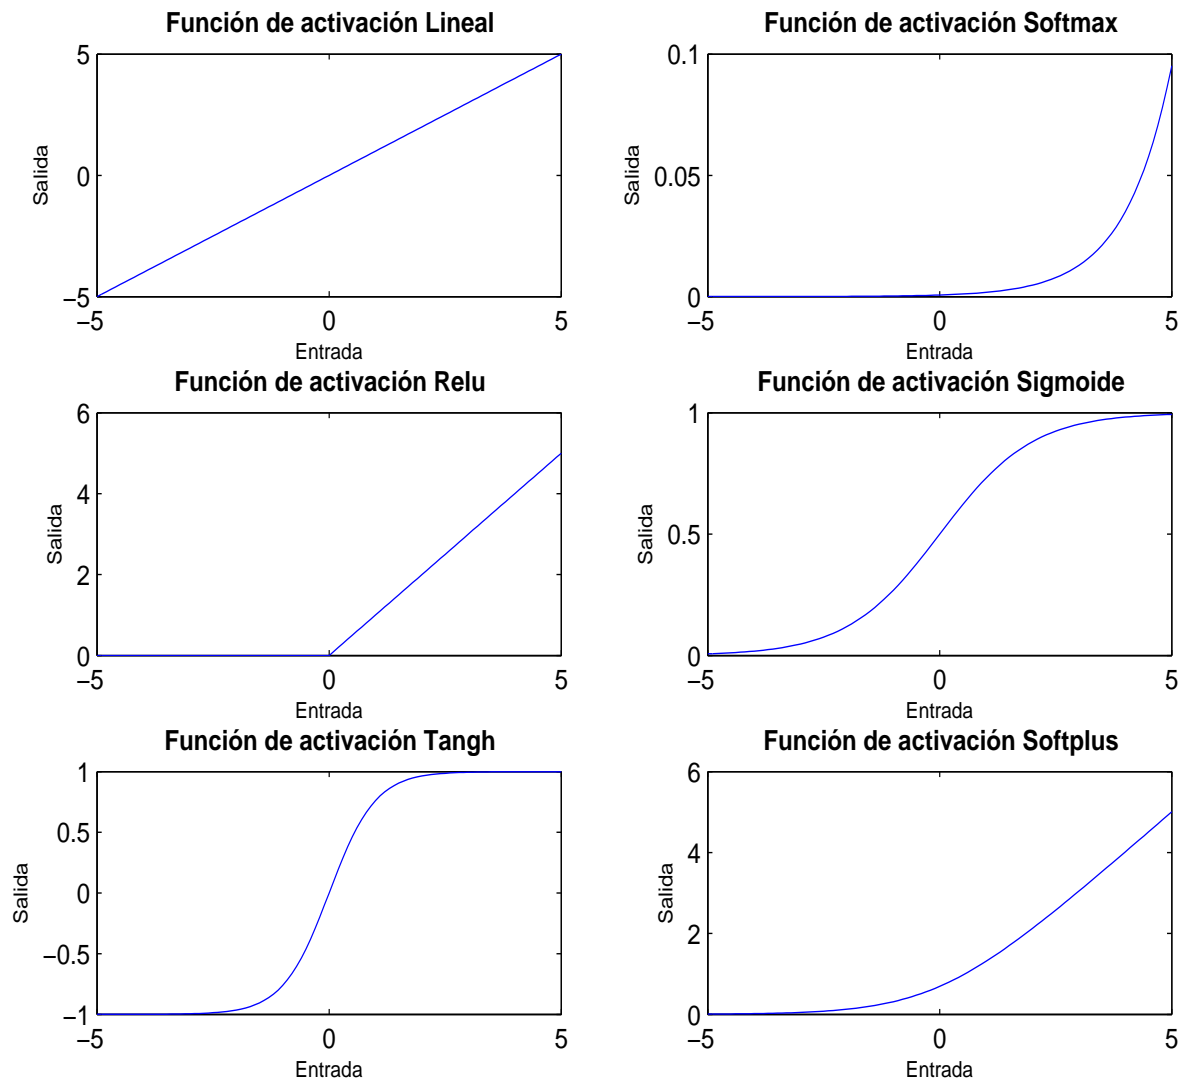 Función de activación Lineal
5
0
−5
Salida
−5 0 5
Entrada
Función de activación Softmax
0.1
0.05
0
Salida
−5 0 5
Entrada
Función de activación Relu
6
4
2
0
Salida
−5 0 5
Entrada
Función de activación Sigmoide
1
0.5
0
Salida
−5 0 5
Entrada
Función de activación Tangh
1
0.5
0
−0.5
−1
Salida
−5 0 5
Entrada
Función de activación Softplus
6
4
2
0
Salida
−5 0 5
Entrada